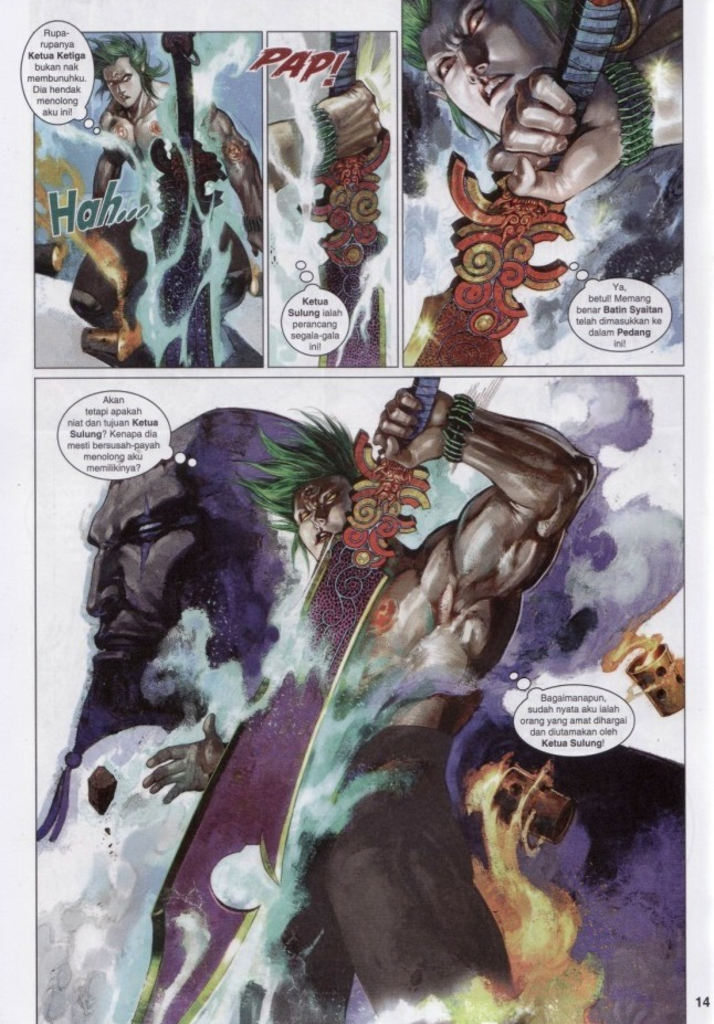 Rupa-
rupanya
Ketua Ketiga
bukan nak
membunuhku.
Dia hendak
menolong
aku ini!
Hah...
PAP!
Ketua
Sulung ialah
perancang
segala-gala
ini!
Ya,
betul! Memang
benar Batin Syaitan
telah dimasukkan ke
dalam Pedang
ini!
Akan
tetapi apakah
niat dan tujuan Ketua
Sulung? Kenapa dia
mesti bersusah-payah
menolong aku
memilikinya?
Bagaimanapun,
sudah nyata aku ialah
orang yang amat dihargai
dan diutamakan oleh
Ketua Sulung!
14